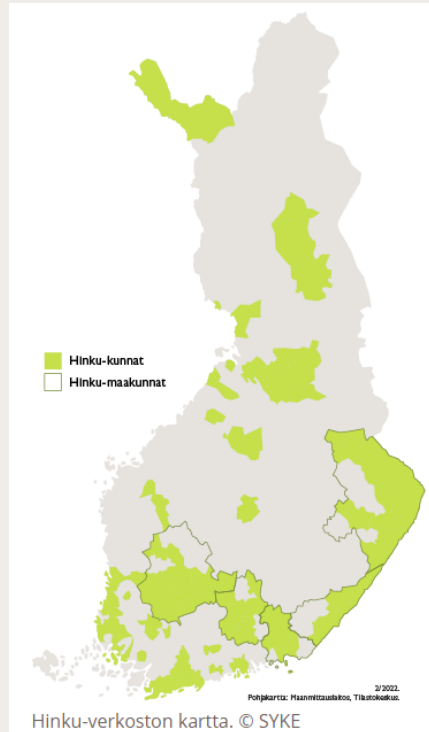 Hinku-kunnat
Hinku-maakunnat
2/2022.
Pohjakartta: Maanmittauslaitos, Tilastokeskus.
Hinku-verkoston kartta. © SYKE